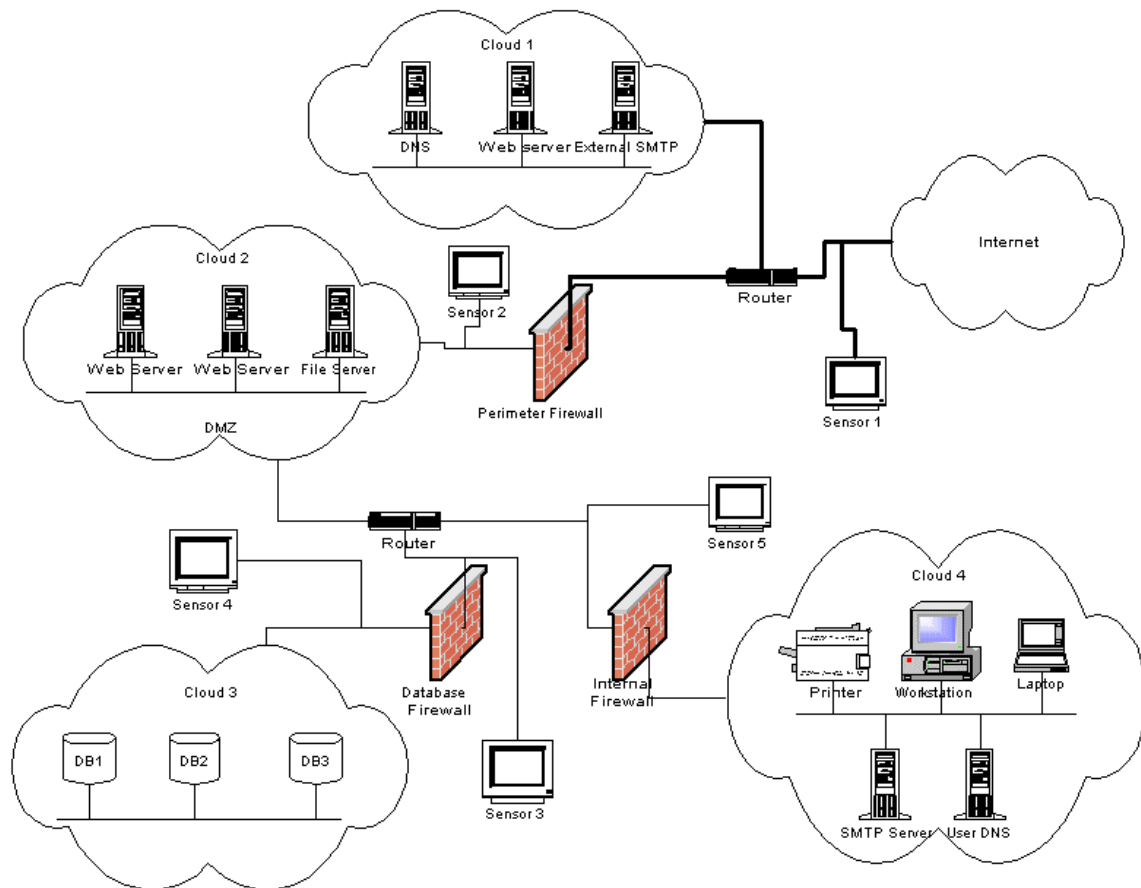 Cloud 1
DNS
Web server
External SMTP
Internet
Router
Cloud 2
Sensor 2
Web Server
Web Server
File Server
DMZ
Perimeter Firewall
Sensor 1
Router
Sensor 5
Sensor 4
Cloud 4
Printer
Workstation
Laptop
Database
Firewall
Internal
Firewall
Cloud 3
DB1
DB2
DB3
Sensor 3
SMTP Server
User DNS